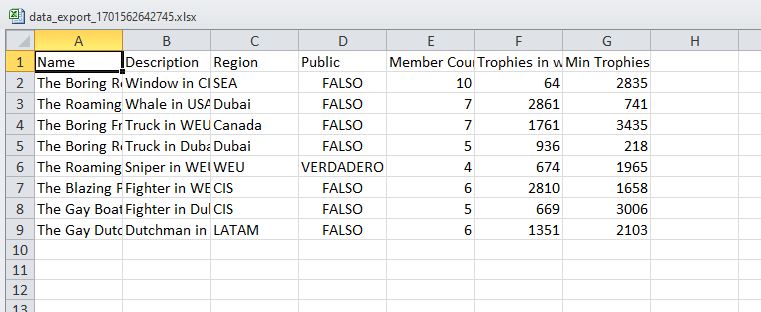 data_export_1701562642745.xlsx
A B C D E F G H
1 Name Description Region Public Member Cou Trophies in w Min Trophies
2 The Boring R Window in Cl SEA FALSO 10 64 2835
3 The Roaming Whale in USA Dubai FALSO 7 2861 741
4 The Boring Fr Truck in WEU Canada FALSO 7 1761 3435
5 The Boring R Truck in Duba Dubai FALSO 5 936 218
6 The Roaming Sniper in WEU WEU VERDADERO 4 674 1965
7 The Blazing F Fighter in WE CIS FALSO 6 2810 1658
8 The Gay Boat Fighter in Du CIS FALSO 5 669 3006
9 The Gay Dutc Dutchman in LATAM FALSO 6 1351 2103
10
11
12
13